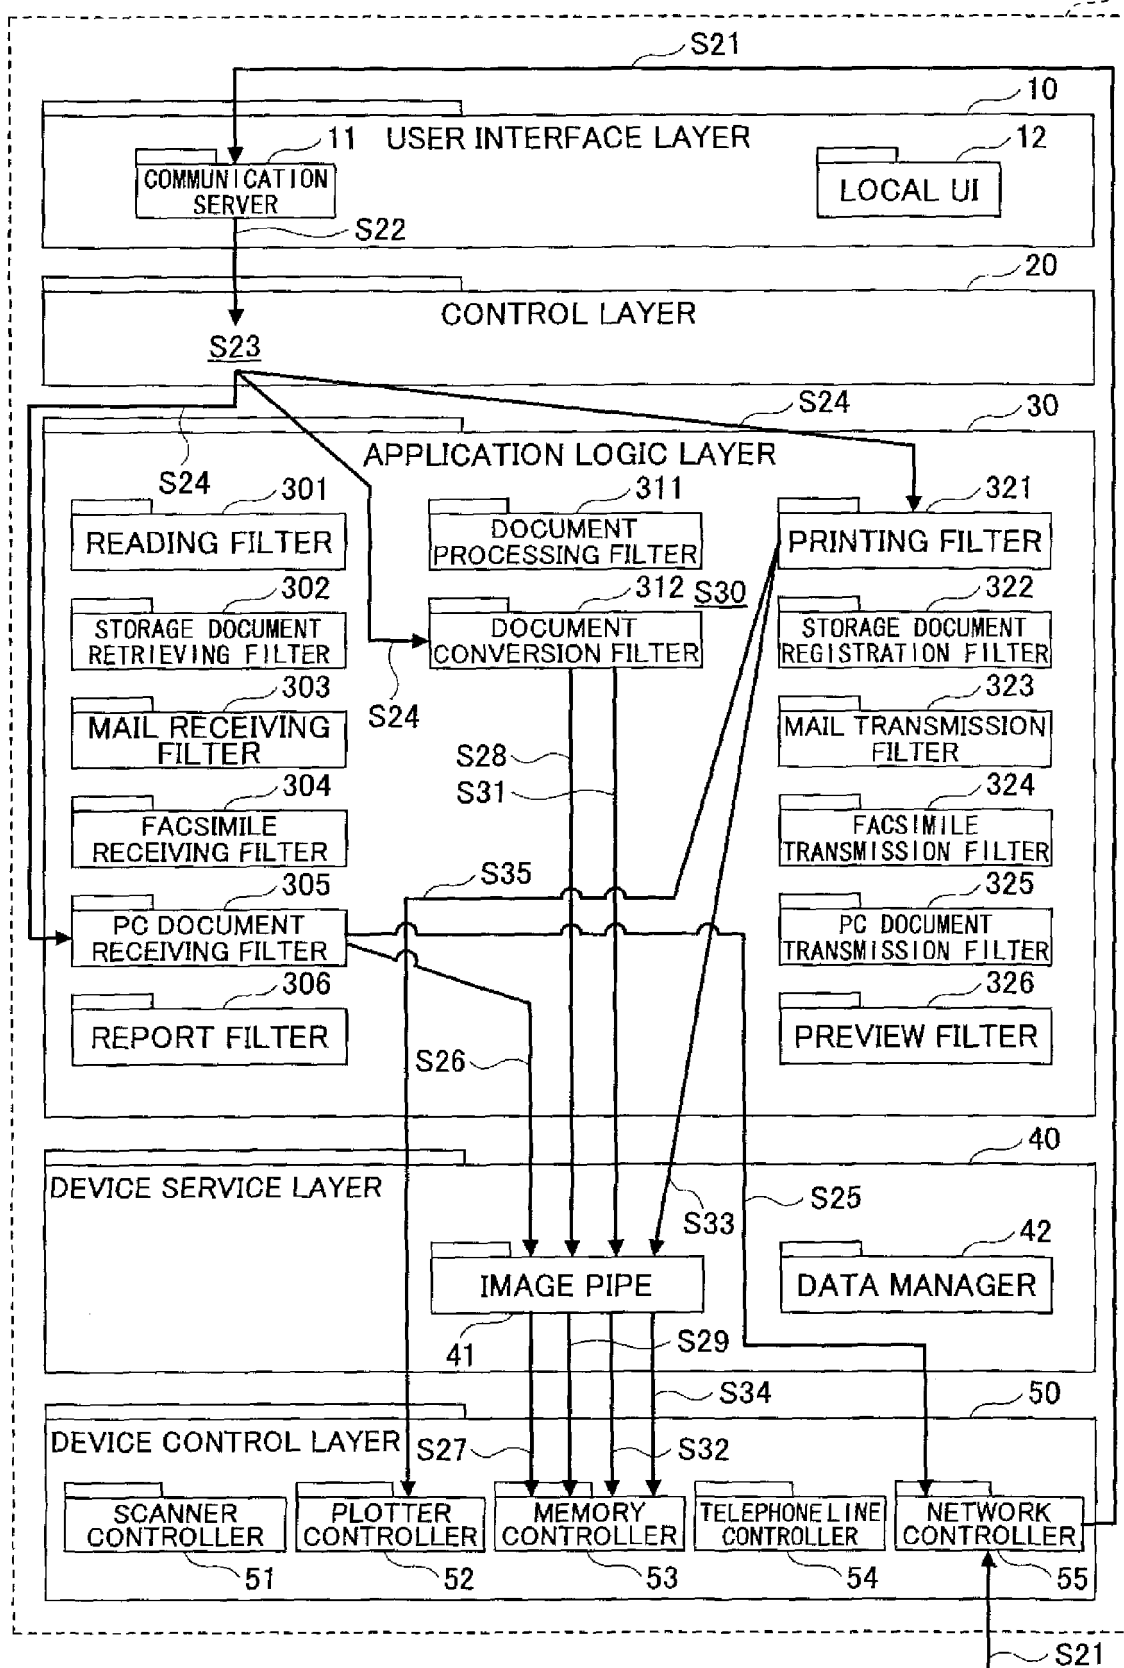 S21
10
USER INTERFACE LAYER
11
12
COMMUNICATION
SERVER
LOCAL UI
S22
20
CONTROL LAYER
S23
S24
30
S24
APPLICATION LOGIC LAYER
301
311
321
READING FILTER
DOCUMENT
PROCESSING FILTER
PRINTING FILTER
302
312
S30
322
STORAGE DOCUMENT
RETRIEVING FILTER
DOCUMENT
CONVERSION FILTER
STORAGE DOCUMENT
REGISTRATION FILTER
303
S24
323
MAIL RECEIVING
FILTER
MAIL TRANSMISSION
FILTER
S28
S31
304
324
FACSIMILE
RECEIVING FILTER
FACSIMILE
TRANSMISSION FILTER
305
S35
325
PC DOCUMENT
RECEIVING FILTER
PC DOCUMENT
TRANSMISSION FILTER
306
326
REPORT FILTER
PREVIEW FILTER
S26
40
DEVICE SERVICE LAYER
S33
S25
42
IMAGE PIPE
DATA MANAGER
41
S29
S34
50
DEVICE CONTROL LAYER
S27
S32
SCANNER
CONTROLLER
PLOTTER
CONTROLLER
MEMORY
CONTROLLER
TELEPHONE LINE
CONTROLLER
NETWORK
CONTROLLER
51
52
53
54
55
S21